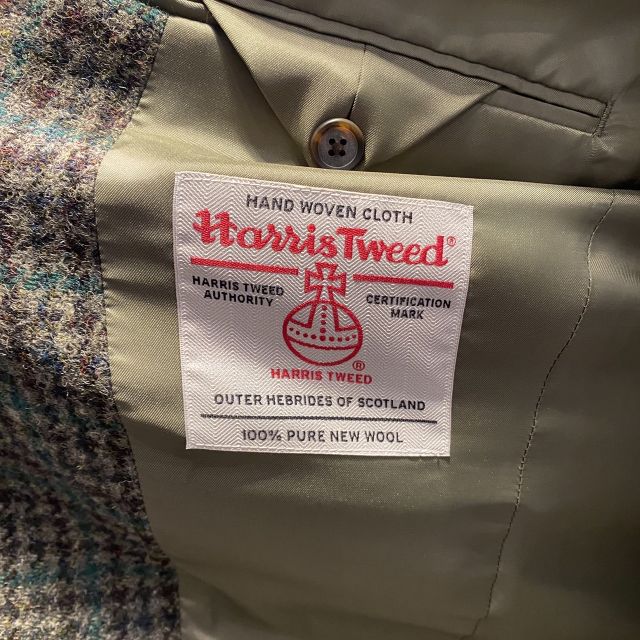 HAND WOVEN CLOTH
Harris Tweed®
HARRIS TWEED
AUTHORITY
CERTIFICATION
MARK
®
HARRIS TWEED
OUTER HEBRIDES OF SCOTLAND
100% PURE NEW WOOL